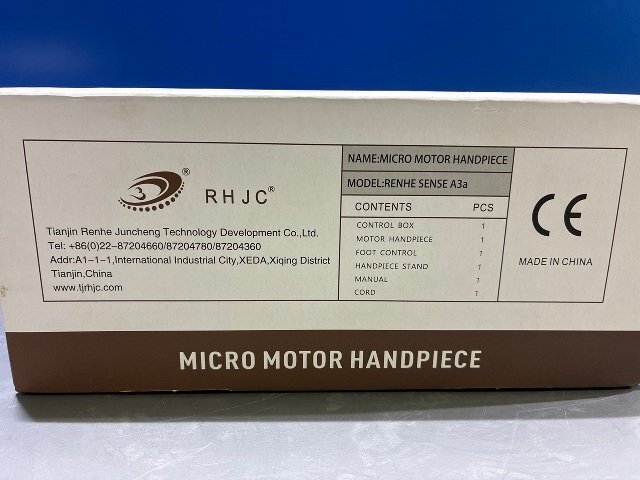 RHJC®
Tianjin Renhe Juncheng Technology Development Co.,Ltd.
Tel: +86(0)22-87204660/87204780/87204360
Addr:A1-1-1,International Industrial City,XEDA,Xiqing District
Tianjin,China
www.tjrhjc.com
NAME:MICRO MOTOR HANDPIECE
MODEL:RENHE SENSE A3a
CONTENTS PCS
CONTROL BOX 1
MOTOR HANDPIECE 1
FOOT CONTROL 1
HANDPIECE STAND 1
MANUAL 1
CORD 1
CE
MADE IN CHINA
MICRO MOTOR HANDPIECE